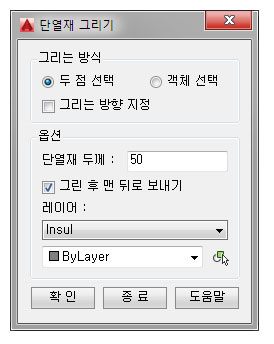 단열재 그리기
그리는 방식
두 점 선택
객체 선택
그리는 방향 지정
옵션
단열재 두께 : 50
그린 후 맨 뒤로 보내기
레이어 :
Insul
ByLayer
확 인
종 료
도움말